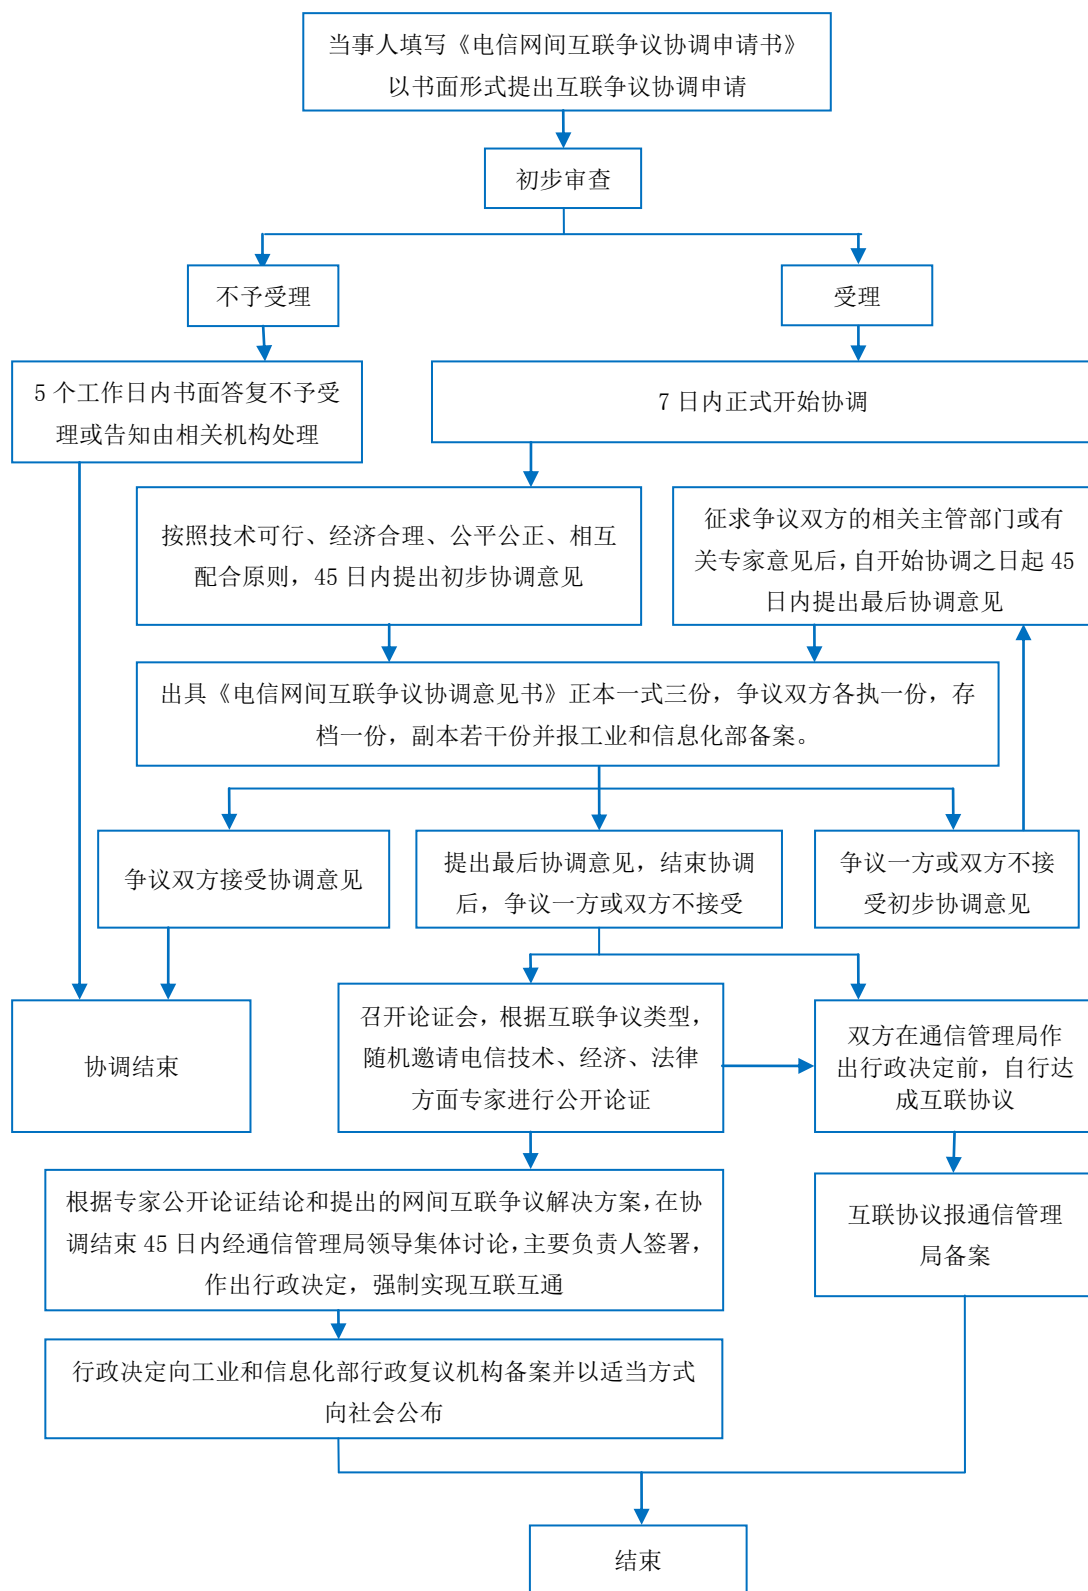 当事人填写《电信网间互联争议协调申请书》
以书面形式提出互联争议协调申请
初步审查
不予受理
受理
5 个工作日内书面答复不予受
理或告知由相关机构处理
7 日内正式开始协调
按照技术可行、经济合理、公平公正、相互
配合原则，45 日内提出初步协调意见
征求争议双方的相关主管部门或有
关专家意见后，自开始协调之日起 45
日内提出最后协调意见
出具《电信网间互联争议协调意见书》正本一式三份，争议双方各执一份，存
档一份，副本若干份并报工业和信息化部备案。
争议双方接受协调意见
提出最后协调意见，结束协调
后，争议一方或双方不接受
争议一方或双方不接
受初步协调意见
协调结束
召开论证会，根据互联争议类型，
随机邀请电信技术、经济、法律
方面专家进行公开论证
双方在通信管理局作
出行政决定前，自行达
成互联协议
根据专家公开论证结论和提出的网间互联争议解决方案，在协
调结束 45 日内经通信管理局领导集体讨论，主要负责人签署，
作出行政决定，强制实现互联互通
互联协议报通信管理
局备案
行政决定向工业和信息化部行政复议机构备案并以适当方式
向社会公布
结束